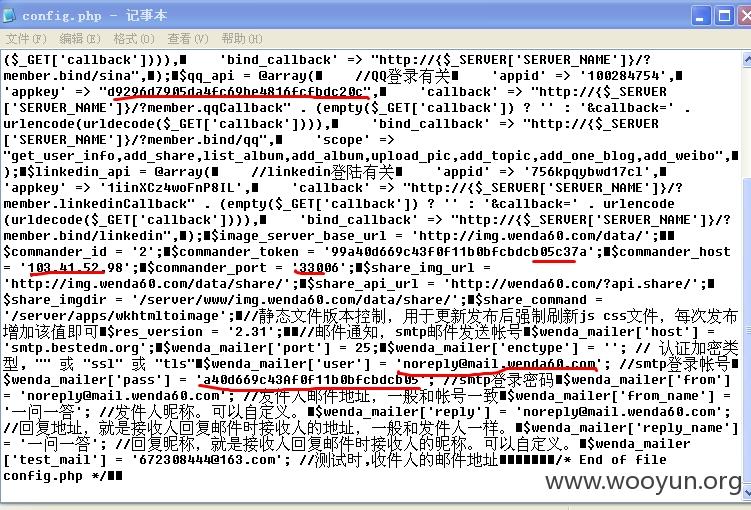 config.php - 记事本
文件(F) 编辑(E) 格式(O) 查看(V) 帮助(H)
($_GET['callback']))),■ 'bind_callback' => "http://{$_SERVER['SERVER_NAME']}/?
member.bind/sina",■);■$qq_api = @array(■ //QQ登录有关■ 'appid' => '100284754',■
'appkey' => "d9296d7905da4fc69be4816fcfbdc20c",■ 'callback' => "http://{$_SERVER
['SERVER_NAME']}/?member.qqCallback" . (empty($_GET['callback']) ? '' : '&callback=' .
urlencode(urldecode($_GET['callback']))),■ 'bind_callback' => "http://{$_SERVER
['SERVER_NAME']}/?member.bind/qq",■ 'scope' =>
"get_user_info,add_share,list_album,add_album,upload_pic,add_topic,add_one_blog,add_weibo",■
);■$linkedin_api = @array(■ //linkedin登陆有关■ 'appid' => '756kpqybwd17cl',■
'appkey' => '1iinXCz4woFnP8IL',■ 'callback' => "http://{$_SERVER['SERVER_NAME']}/?
member.linkedinCallback" . (empty($_GET['callback']) ? '' : '&callback=' . urlencode
(urldecode($_GET['callback']))),■ 'bind_callback' => "http://{$_SERVER['SERVER_NAME']}/?
member.bind/linkedin",■);■$image_server_base_url = 'http://img.wenda60.com/data/';■■
$commander_id = '2';■$commander_token = '99a40d669c43f0f11b0bfcbdcb05c37a';■$commander_host
= '103.41.52.98';■$commander_port = '33006';■$share_img_url =
'http://img.wenda60.com/data/share/';■$share_api_url = 'http://wenda60.com/?api.share/';■
$share_imgdir = '/server/www/img.wenda60.com/data/share/';■$share_command =
'/server/apps/wkhtmltoimage';■//静态文件版本控制，用于更新发布后强制刷新js css文件，每次发布
增加该值即可■$res_version = '2.31';■■//邮件通知，smtp邮件发送帐号■$wenda_mailer['host'] =
'smtp.bestedm.org';■$wenda_mailer['port'] = 25;■$wenda_mailer['enctype'] = ''; // 认证加密类
型，"" 或 "ssl" 或 "tls"■$wenda_mailer['user'] = 'noreply@mail.wenda60.com'; //smtp登录帐号
■$wenda_mailer['pass'] = 'a40d669c43A0f0f11b0bfcbdcb05'; //smtp登录密码■$wenda_mailer['from']
= 'noreply@mail.wenda60.com'; //发件人邮件地址，一般和帐号一致■$wenda_mailer['from_name'] =
'一问一答'; //发件人昵称。可以自定义。■$wenda_mailer['reply'] = 'noreply@mail.wenda60.com';
//回复地址，就是接收人回复邮件时接收人的地址，一般和发件人一样。■$wenda_mailer['reply_name']
= '一问一答'; //回复昵称，就是接收人回复邮件时接收人的昵称。可以自定义。■$wenda_mailer
['test_mail'] = '672308444@163.com'; //测试时,收件人的邮件地址■■■■■■■/* End of file
config.php */■■
www.wooyun.org